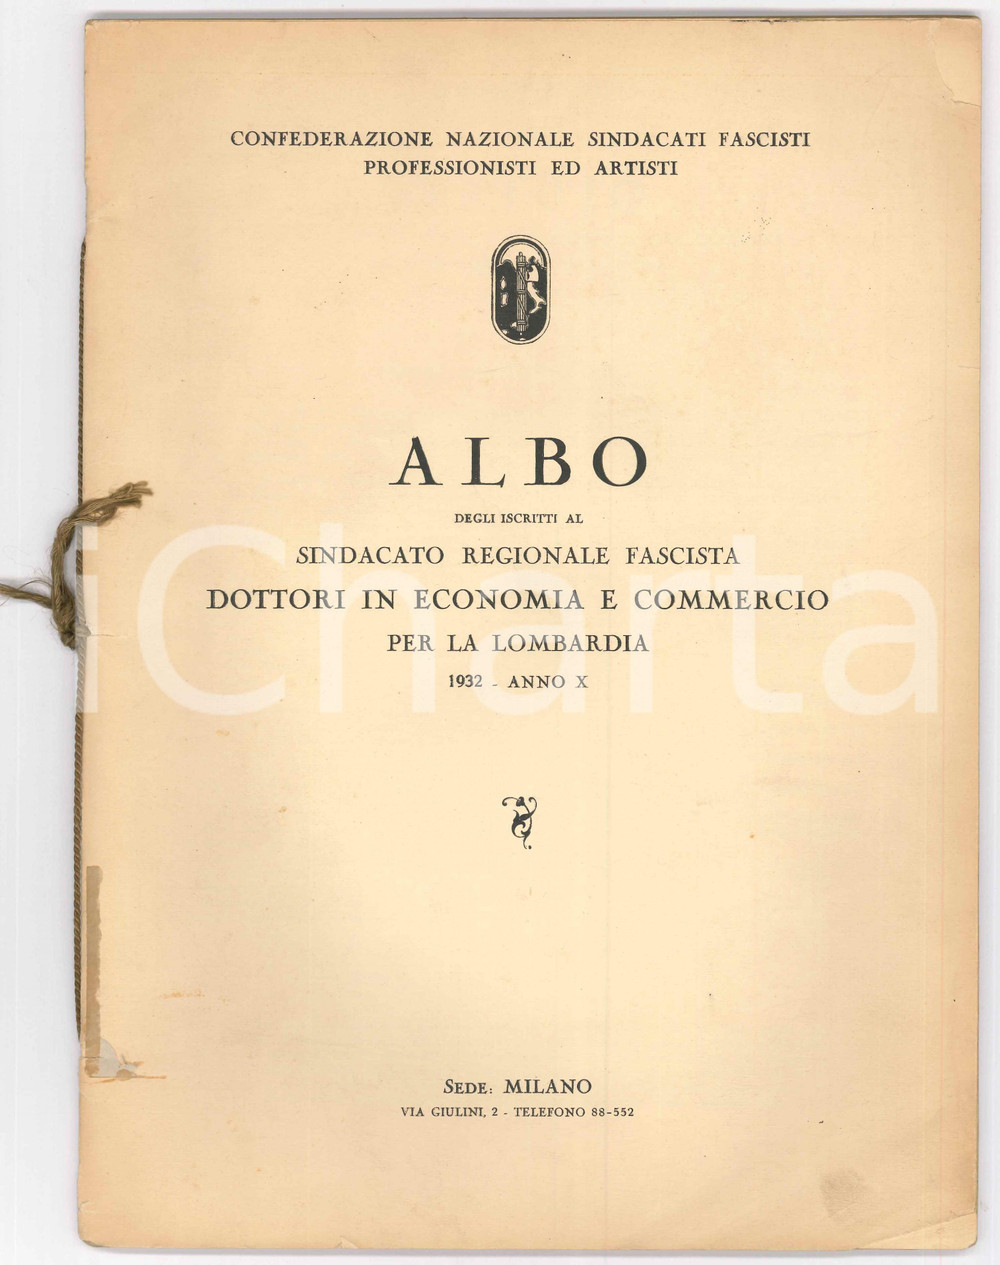 CONFEDERAZIONE NAZIONALE SINDACATI FASCISTI
PROFESSIONISTI ED ARTISTI
ALBO
DEGLI ISCRITTI AL
SINDACATO REGIONALE FASCISTA
DOTTORI IN ECONOMIA E COMMERCIO
PER LA LOMBARDIA
1932 - ANNO X
iCharta
SEDE: MILANO
VIA GIULINI, 2 - TELEFONO 88-552